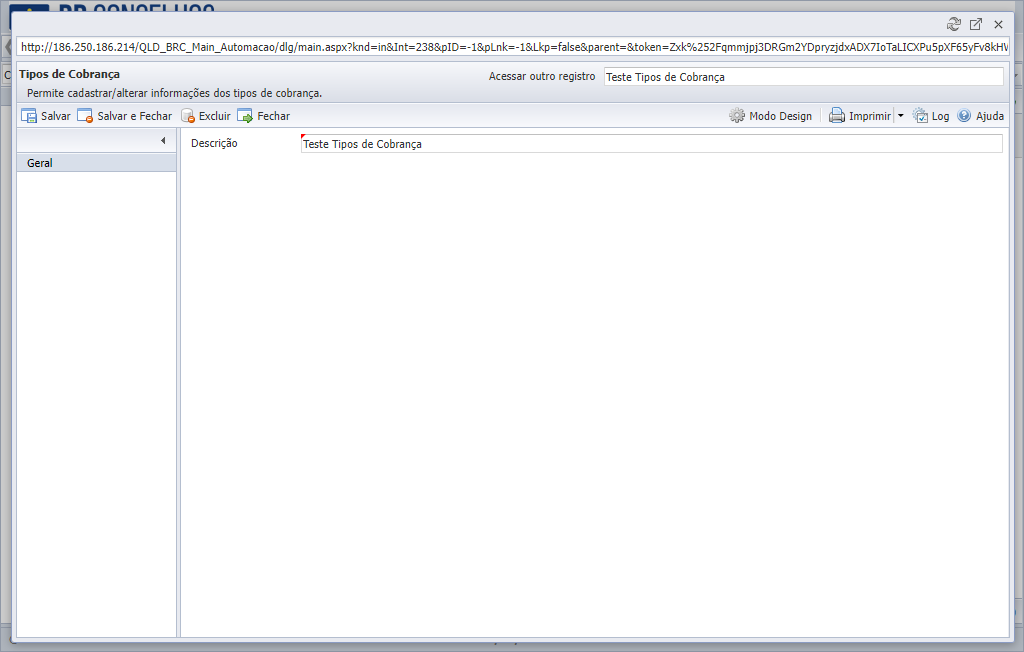 http://186.250.186.214/QLD_BRC_Main_Automacao/dlg/main.aspx?knd=in&Int=238&pID=-1&pLnk=-1&Lkp=false&parent=&token=Zxk%252Fqmmjpj3DRGm2YDpryzjdxADX7IoTaLICXPu5pXF65yFv8kHV
Tipos de Cobrança
Acessar outro registro Teste Tipos de Cobrança
Permite cadastrar/alterar informações dos tipos de cobrança.
Salvar Salvar e Fechar Excluir Fechar Modo Design Imprimir Log Ajuda
Descrição Teste Tipos de Cobrança
Geral